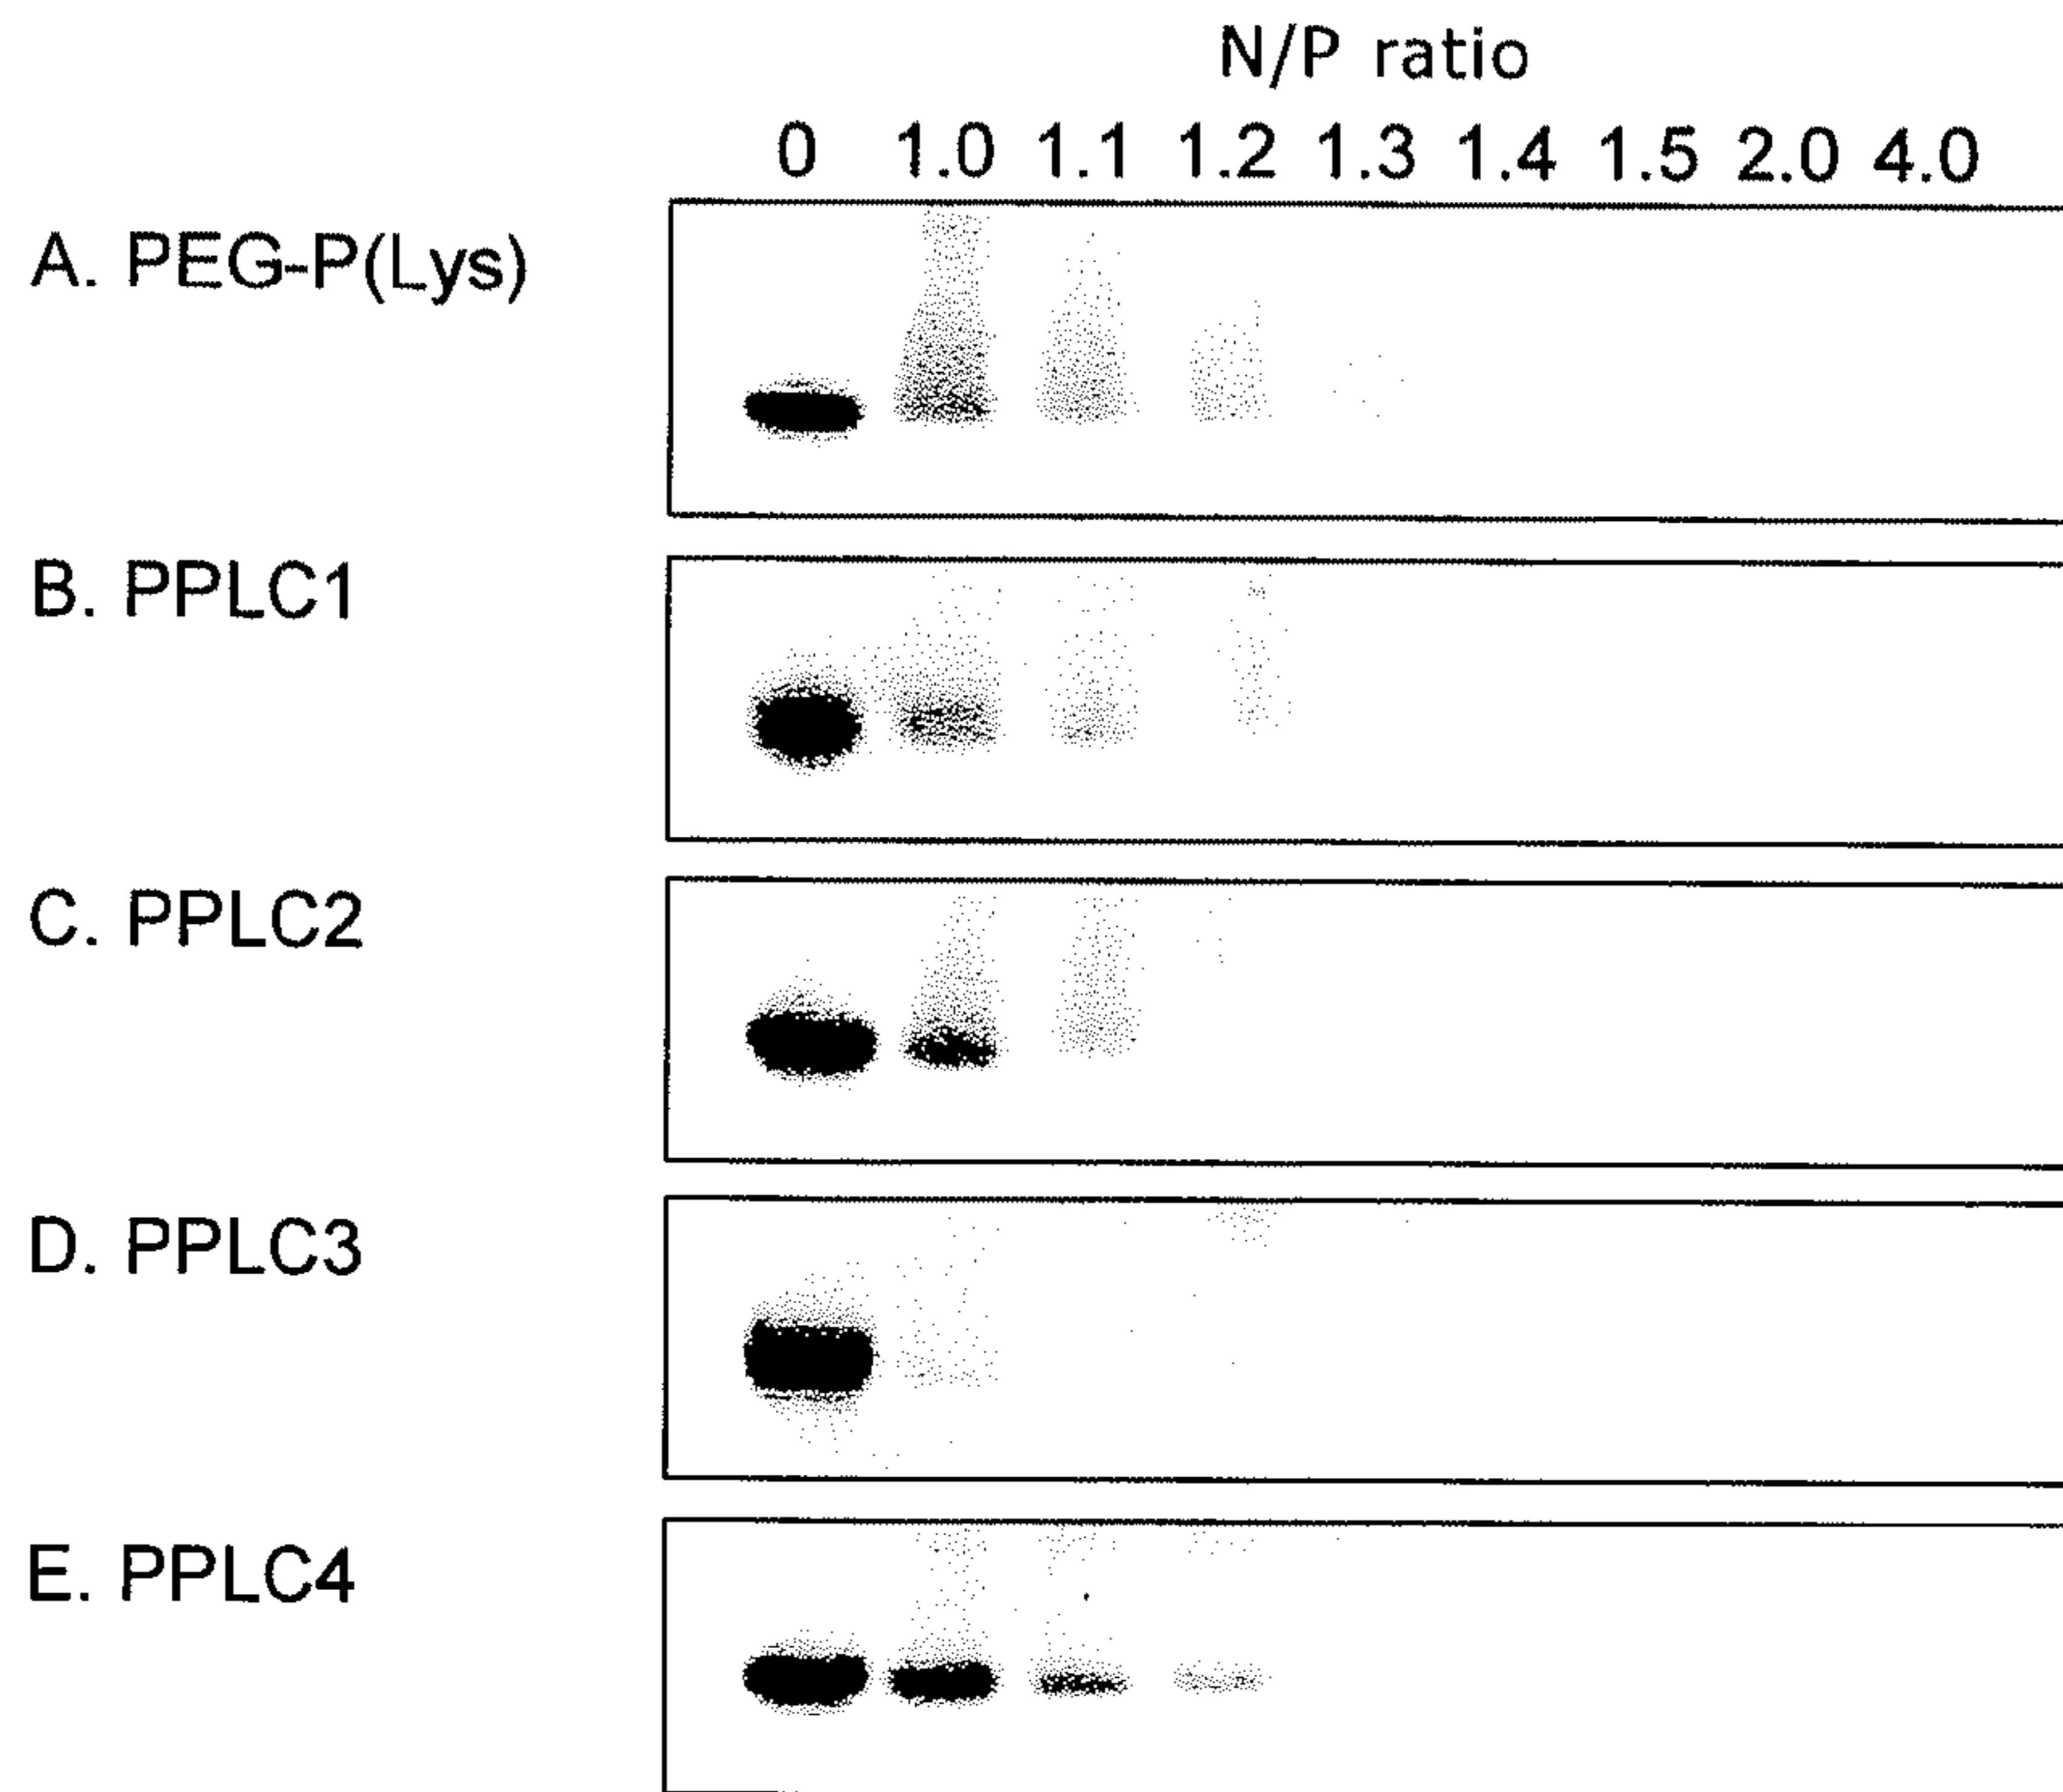 N/P ratio
0 1.0 1.1 1.2 1.3 1.4 1.5 2.0 4.0
A. PEG-P(Lys)
B. PPLC1
C. PPLC2
D. PPLC3
E. PPLC4